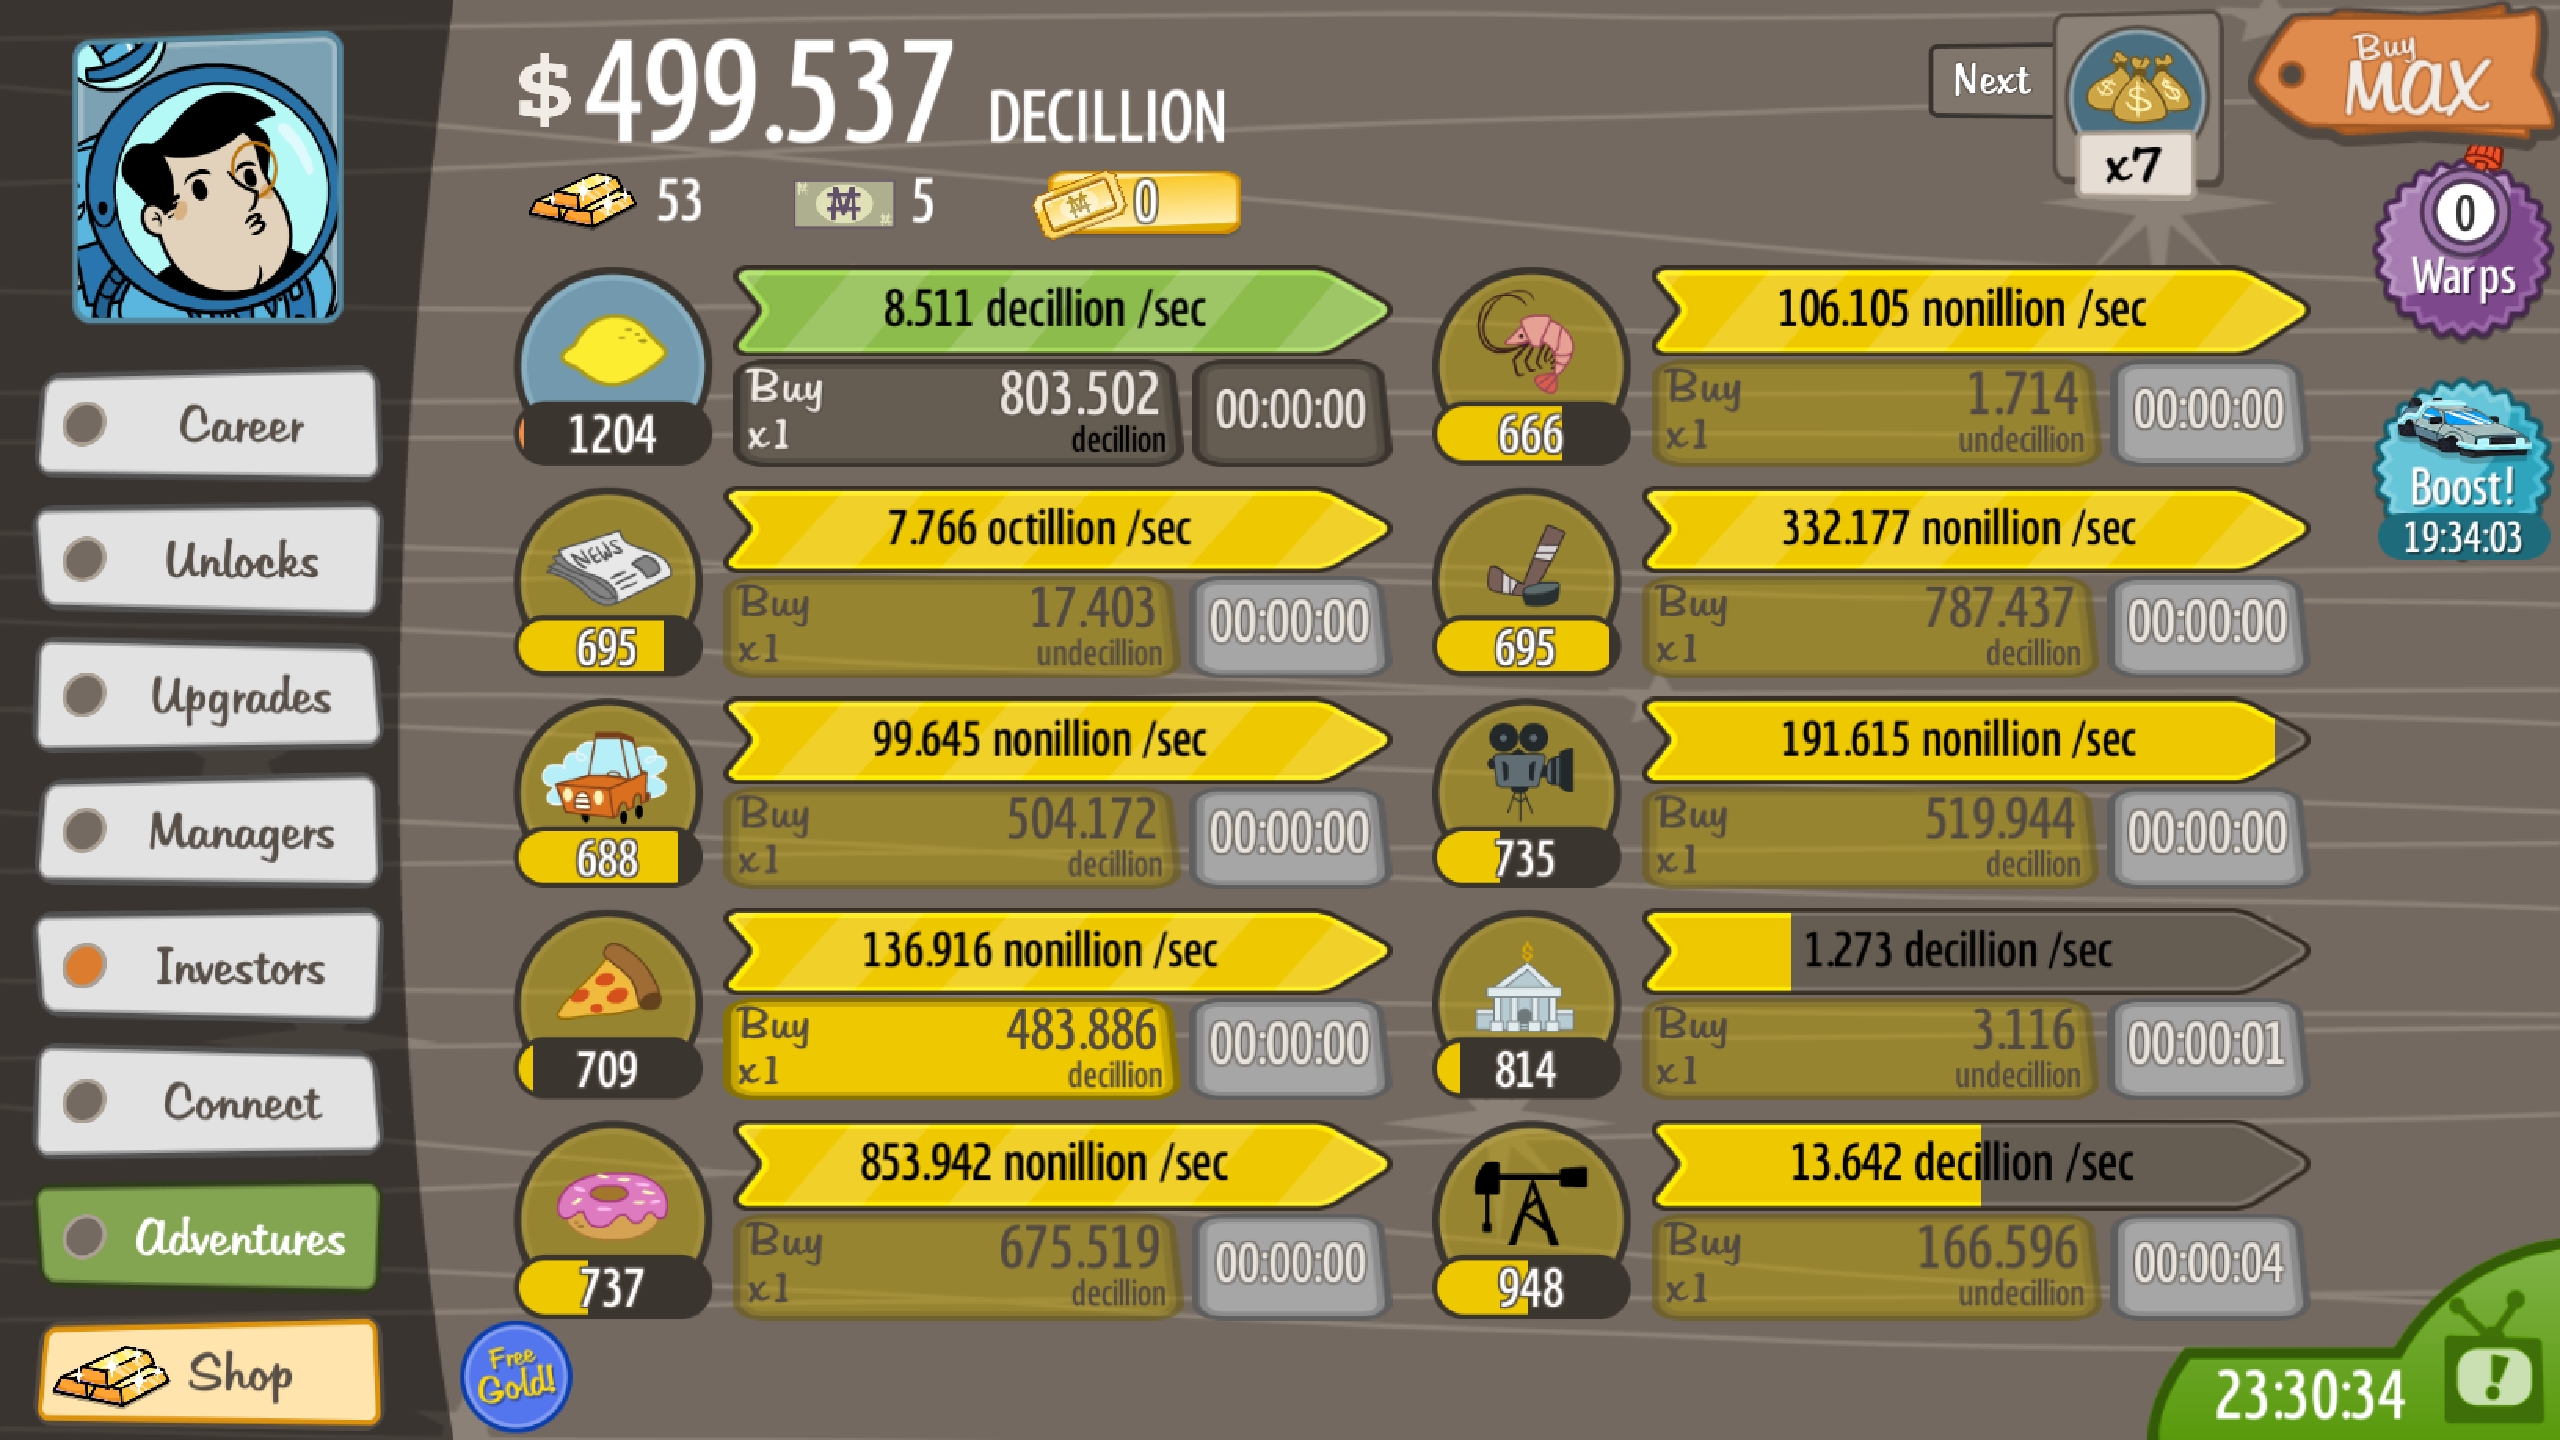 $499.537 DECILLION
Next
x7
Buy
MAX
53
5
0
0
Warps
Boost!
19:34:03
Career
Unlocks
Upgrades
Managers
Investors
Connect
Adventures
Shop
8.511 decillion /sec
1204
Buy
x1
803.502
decillion
00:00:00
NEWS
7.766 octillion /sec
695
Buy
x1
17.403
undecillion
00:00:00
99.645 nonillion /sec
688
Buy
x1
504.172
decillion
00:00:00
136.916 nonillion /sec
709
Buy
x1
483.886
decillion
00:00:00
853.942 nonillion /sec
737
Buy
x1
675.519
decillion
00:00:00
106.105 nonillion /sec
666
Buy
x1
1.714
undecillion
00:00:00
332.177 nonillion /sec
695
Buy
x1
787.437
decillion
00:00:00
191.615 nonillion /sec
735
Buy
x1
519.944
decillion
00:00:00
1.273 decillion /sec
814
Buy
x1
3.116
undecillion
00:00:01
13.642 decillion /sec
948
Buy
x1
166.596
undecillion
00:00:04
Free
Gold!
23:30:34